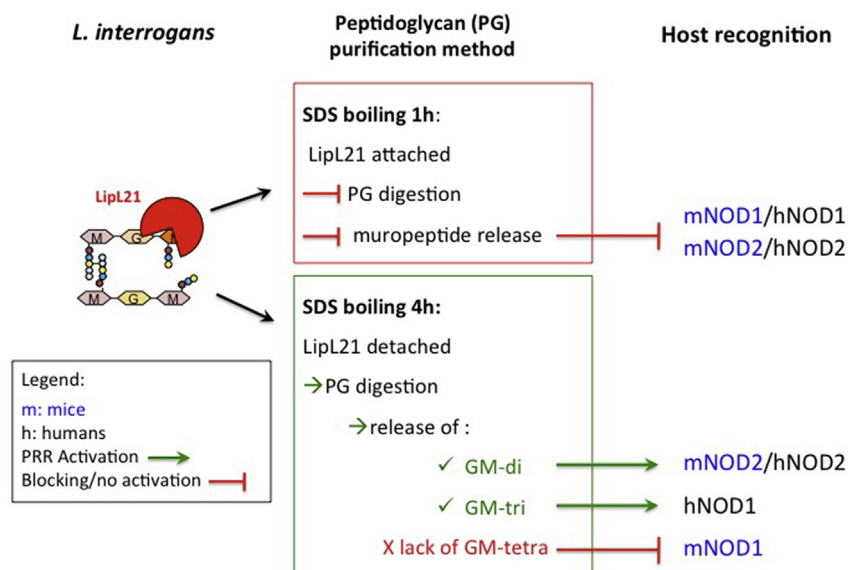 L. interrogans
Peptidoglycan (PG)
purification method
Host recognition
SDS boiling 1h:
LipL21 attached
PG digestion
muropeptide release
mNOD1/hNOD1
mNOD2/hNOD2
LipL21
M G M
M G M
SDS boiling 4h:
LipL21 detached
PG digestion
release of :
✓ GM-di
mNOD2/hNOD2
✓ GM-tri
hNOD1
X lack of GM-tetra
mNOD1
Legend:
m: mice
h: humans
PRR Activation
Blocking/no activation